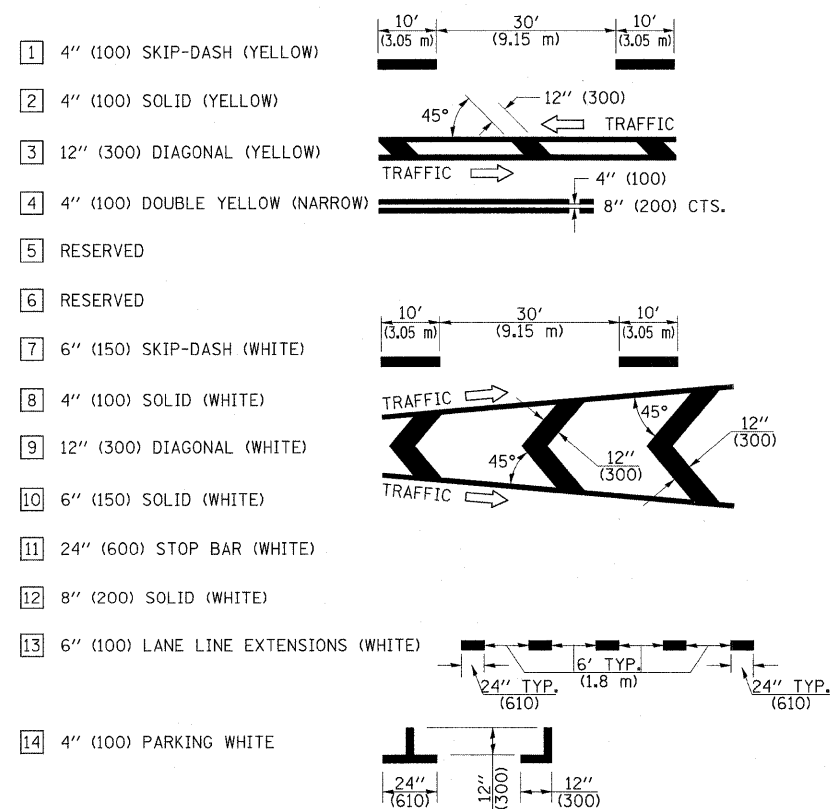 10' 30' 10'
(3.05 m) (9.15 m) (3.05 m)
1 4" (100) SKIP-DASH (YELLOW)
2 4" (100) SOLID (YELLOW)
45° 12" (300)
TRAFFIC
3 12" (300) DIAGONAL (YELLOW)
TRAFFIC
4" (100)
4 4" (100) DOUBLE YELLOW (NARROW) 8" (200) CTS.
5 RESERVED
6 RESERVED
10' 30' 10'
(3.05 m) (9.15 m) (3.05 m)
7 6" (150) SKIP-DASH (WHITE)
8 4" (100) SOLID (WHITE)
TRAFFIC 45°
12"
(300)
9 12" (300) DIAGONAL (WHITE)
45° 12"
(300)
10 6" (150) SOLID (WHITE)
TRAFFIC
11 24" (600) STOP BAR (WHITE)
12 8" (200) SOLID (WHITE)
13 6" (100) LANE LINE EXTENSIONS (WHITE)
6' TYP.
(1.8 m)
24" TYP. 24" TYP.
(610) (610)
14 4" (100) PARKING WHITE
24" 12" 12"
(610) (300) (300)